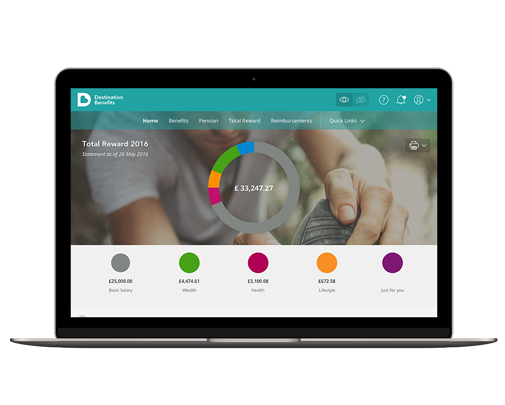 Destination
Benefits
Home Benefits Pension Total Reward Reimbursements Quick Links
Total Reward 2016
Statement as of 26 May 2016
£ 33,247.27
£25,000.00 £4,474.61 £3,100.08 £672.58
Basic Salary Wealth Health Lifestyle Just for you